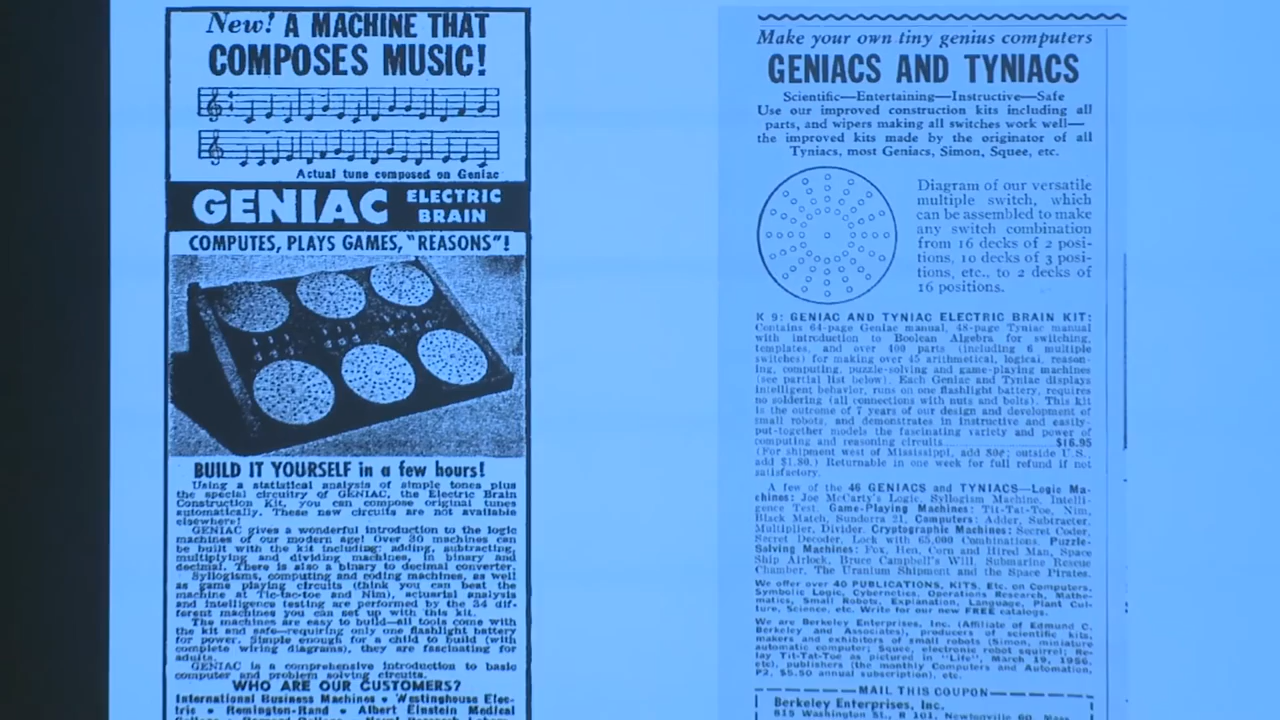 New! A MACHINE THAT
COMPOSES MUSIC!
Actual tune composed on Geniac
GENIAC ELECTRIC
BRAIN
COMPUTES, PLAYS GAMES, "REASONS"!
BUILD IT YOURSELF in a few hours!
Using a statistical analysis of simple tones plus
the special circuitry of GENIAC, the Electric Brain
Construction Kit, you can compose original tunes
automatically. These new circuits are not available
elsewhere!
GENIAC gives a wonderful introduction to the logic
machines of our modern age! Over 30 machines can
be built with the kit including: adding, subtracting,
multiplying and dividing machines, in binary and
decimal. There is also a binary to decimal converter.
Syllogisms, computing and coding machines, as well
as game playing circuits (think you can beat the
machine at Tic-tac-toe and Nim), actuarial analysis
and intelligence testing are performed by the 34 dif-
ferent machines you can set up with this kit.
The machines are easy to build—all tools come with
the kit and safe—requiring only one flashlight battery
for power. Simple enough for a child to build (with
complete wiring diagrams), they are fascinating for
adults.
GENIAC is a comprehensive introduction to basic
computer and problem solving circuits.
WHO ARE OUR CUSTOMERS?
International Business Machines • Westinghouse Elec-
tric • Remington-Rand • Albert Einstein Medical
Make your own tiny genius computers
GENIACS AND TYNIACS
Scientific—Entertaining—Instructive—Safe
Use our improved construction kits including all
parts, and wipers making all switches work well—
the improved kits made by the originator of all
Tyniacs, most Geniacs, Simon, Squee, etc.
Diagram of our versatile
multiple switch, which
can be assembled to make
any switch combination
from 16 decks of 2 posi-
tions, 10 decks of 3 posi-
tions, etc., to 2 decks of
16 positions.
K 9: GENIAC AND TYNIAC ELECTRIC BRAIN KIT:
Contains 64-page Geniac manual, 48-page Tyniac manual
with introduction to Boolean Algebra for switching,
templates, and over 400 parts (including 6 multiple
switches) for making over 45 arithmetical, logical, reason-
ing, computing, puzzle-solving and game-playing machines
(see partial list below). Each Geniac and Tyniac displays
intelligent behavior, runs on one flashlight battery, requires
no soldering (all connections with nuts and bolts). This kit
is the outcome of 7 years of our design and development of
small robots, and demonstrates in instructive and easily-
put-together models the fascinating variety and power of
computing and reasoning circuits $16.95
(For shipment west of Mississippi, add 80¢; outside U.S.,
add $1.80.) Returnable in one week for full refund if not
satisfactory.
A few of the 46 GENIACS and TYNIACS—Logic Ma-
chines: Joe McCarty's Logic, Syllogism Machine, Intelli-
gence Test. Game-Playing Machines: Tit-Tat-Toe, Nim,
Black Match, Sundorra 21. Computers: Adder, Subtracter,
Multiplier, Divider. Cryptographic Machines: Secret Coder,
Secret Decoder, Lock with 65,000 Combinations. Puzzle-
Solving Machines: Fox, Hen, Corn and Hired Man, Space
Ship Airlock, Bruce Campbell's Will, Submarine Rescue
Chamber, The Uranium Shipment and the Space Pirates.
We offer over 40 PUBLICATIONS, KITS, Etc. on Computers,
Symbolic Logic, Cybernetics, Operations Research, Mathe-
matics, Small Robots, Explanation, Language, Plant Cul-
ture, Science, etc. Write for our new FREE catalogs.
We are Berkeley Enterprises, Inc. (Affiliate of Edmund C.
Berkeley and Associates), producers of scientific kits,
makers and exhibitors of small robots (Simon, miniature
automatic computer; Squee, electronic robot squirrel; Re-
lay Tit-Tat-Toe as pictured in "Life", March 19, 1956,
etc), publishers (the monthly Computers and Automation,
P2, $5.50 annual subscription), etc.
MAIL THIS COUPON
Berkeley Enterprises, Inc.
815 Washington St., R 101, Newtonville 60, Mass.